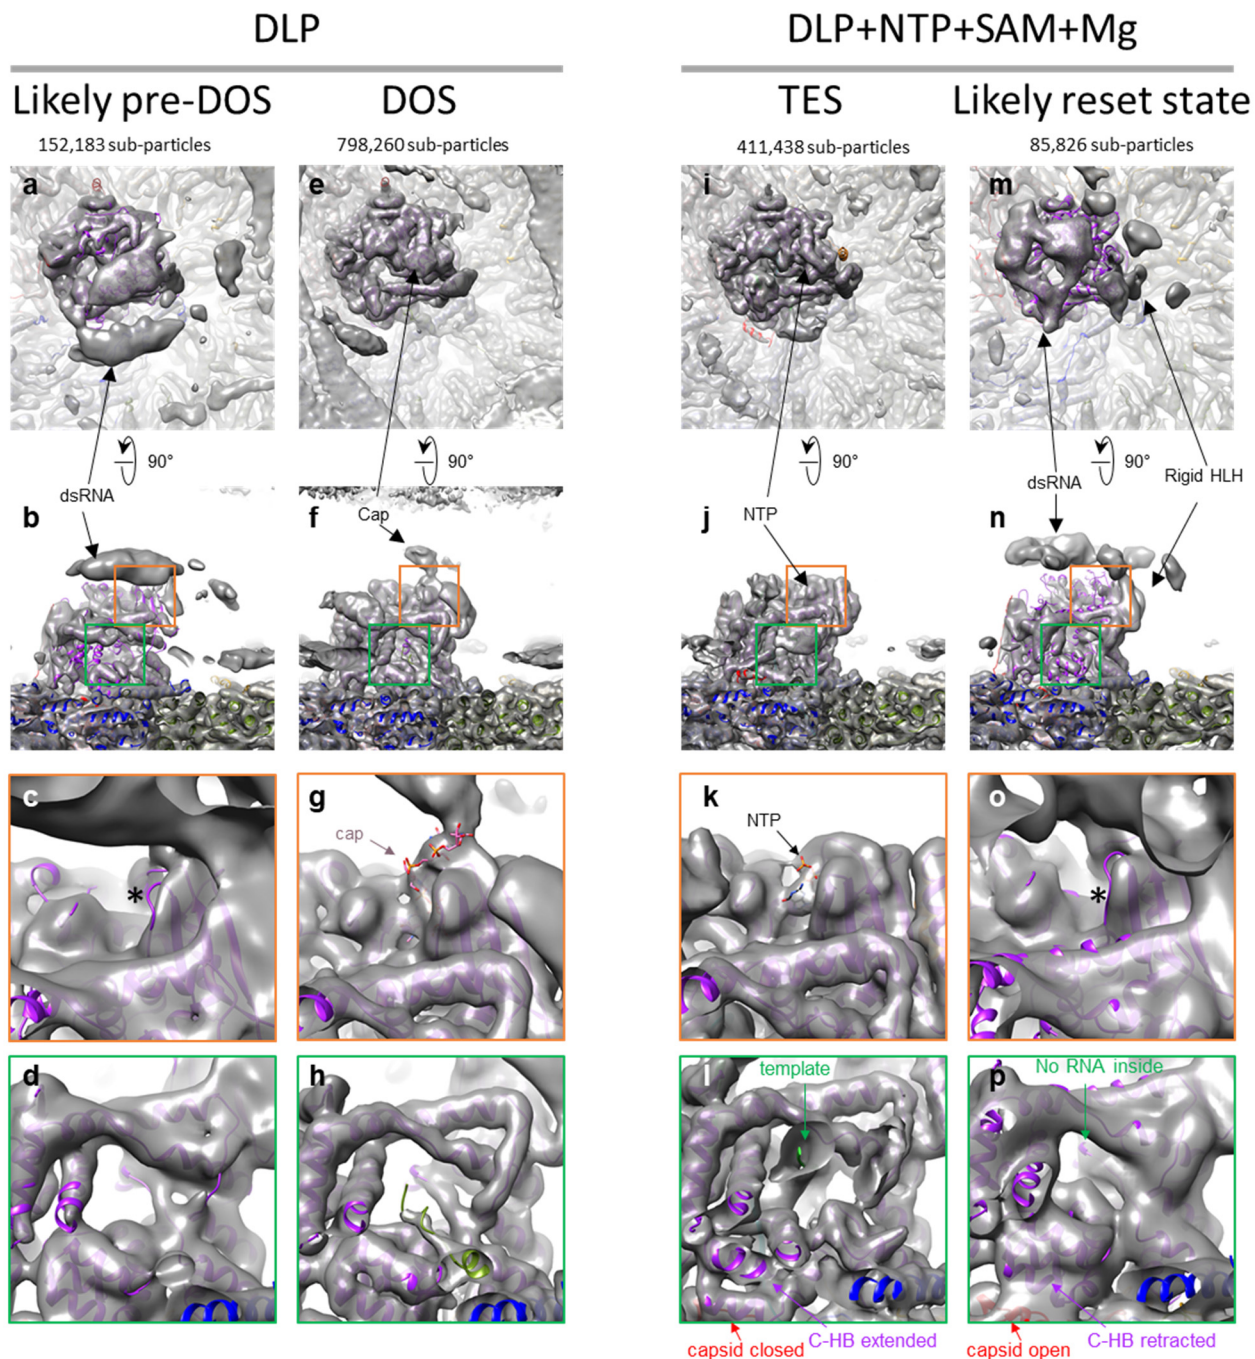 DLP
DLP+NTP+SAM+Mg
Likely pre-DOS
DOS
TES
Likely reset state
152,183 sub-particles
798,260 sub-particles
411,438 sub-particles
85,826 sub-particles
a
e
i
m
90°
90°
90°
90°
dsRNA
Cap
NTP
dsRNA
Rigid HLH
b
f
j
n
c
g
k
o
cap
NTP
*
*
d
h
l
p
template
No RNA inside
C-HB extended
C-HB retracted
capsid closed
capsid open